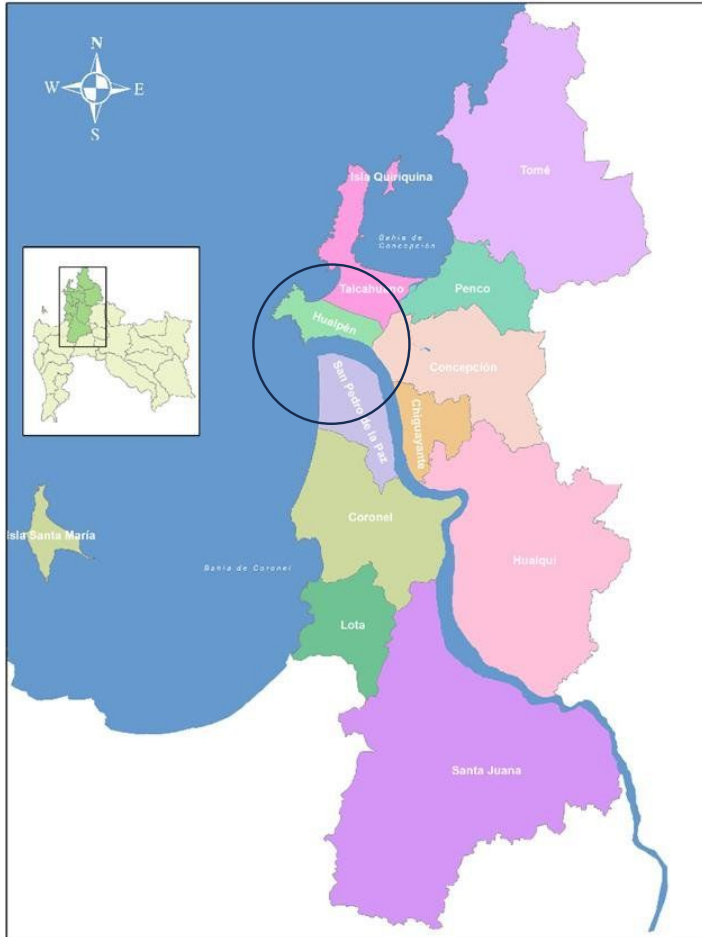 N
W E
S
Tomé
Isla Quiriquina
Bahía de
Concepción
Talcahuano
Penco
Hualpén
Concepción
San Pedro de la Paz
Chiguayante
Coronel
Isla Santa María
Hualqui
Bahía de Coronel
Lota
Santa Juana